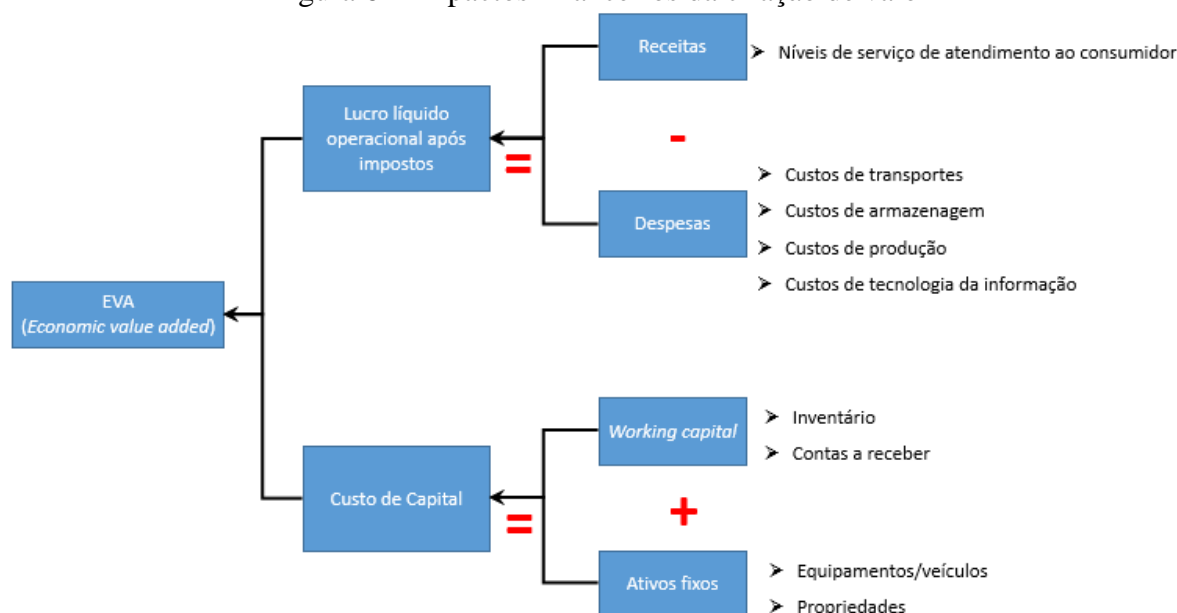 Receitas
➤ Níveis de serviço de atendimento ao consumidor
Lucro líquido
operacional após
impostos
=
-
Despesas
➤ Custos de transportes
➤ Custos de armazenagem
➤ Custos de produção
➤ Custos de tecnologia da informação
EVA
(Economic value added)
Working capital
➤ Inventário
➤ Contas a receber
Custo de Capital
=
+
Ativos fixos
➤ Equipamentos/veículos
➤ Propriedades